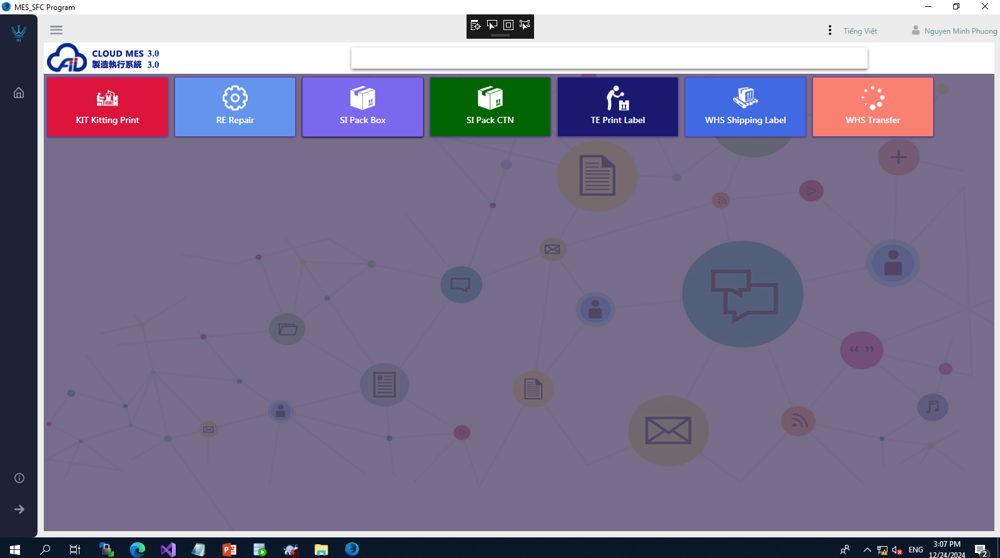 MES_SFC Program
Tiếng Việt
Nguyen Minh Phuong
CLOUD MES 3.0
製造執行系統 3.0
KIT Kitting Print
RE Repair
SI Pack Box
SI Pack CTN
TE Print Label
WHS Shipping Label
WHS Transfer
ENG
3:07 PM
12/24/2024
2